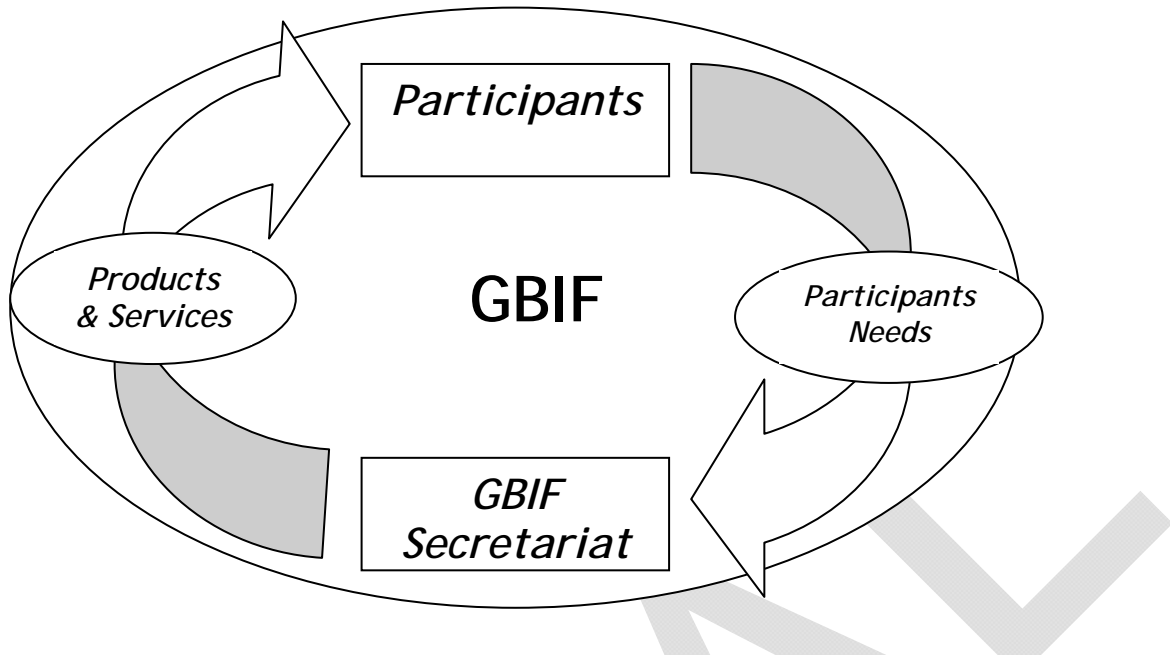 Participants
Products
& Services
GBIF
Participants
Needs
GBIF
Secretariat